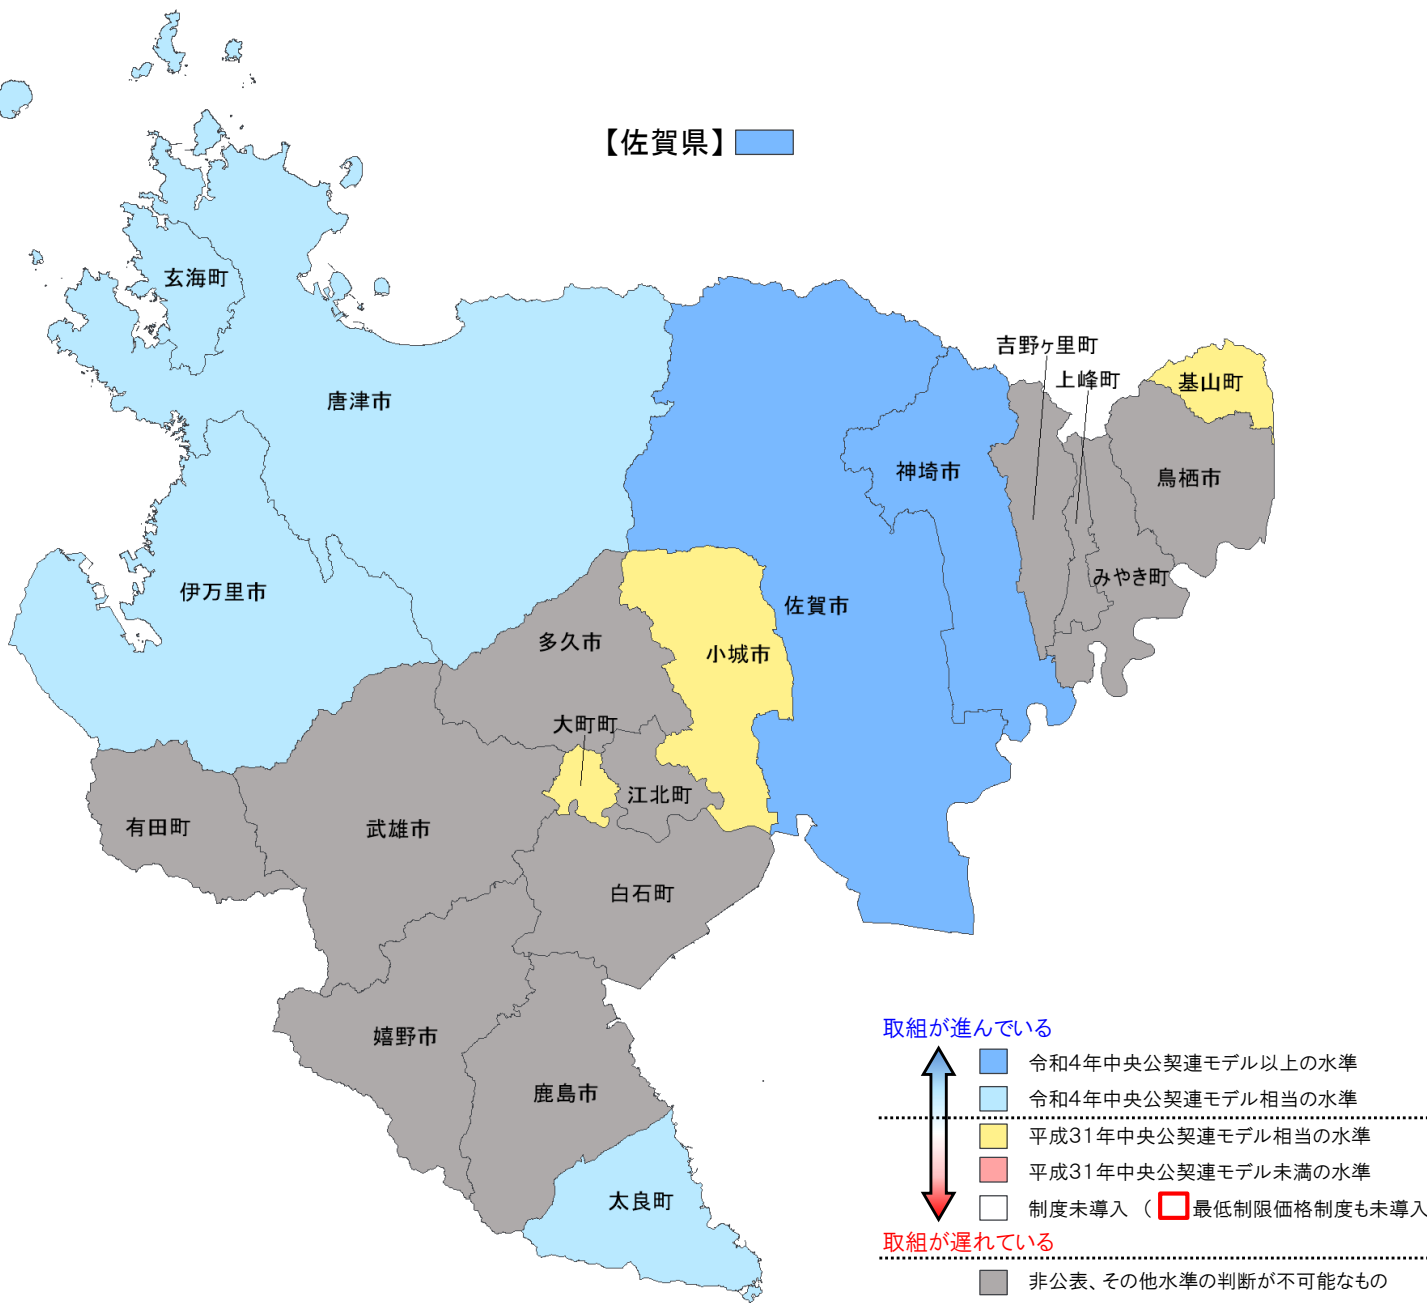 【佐賀県】
玄海町
吉野ヶ里町
上峰町
基山町
唐津市
神埼市
鳥栖市
みやき町
伊万里市
佐賀市
多久市
小城市
大町町
江北町
有田町
武雄市
白石町
嬉野市
鹿島市
太良町
取組が進んでいる
令和4年中央公契連モデル以上の水準
令和4年中央公契連モデル相当の水準
平成31年中央公契連モデル相当の水準
平成31年中央公契連モデル未満の水準
制度未導入 ( 最低制限価格制度も未導入
取組が遅れている
非公表、その他水準の判断が不可能なもの